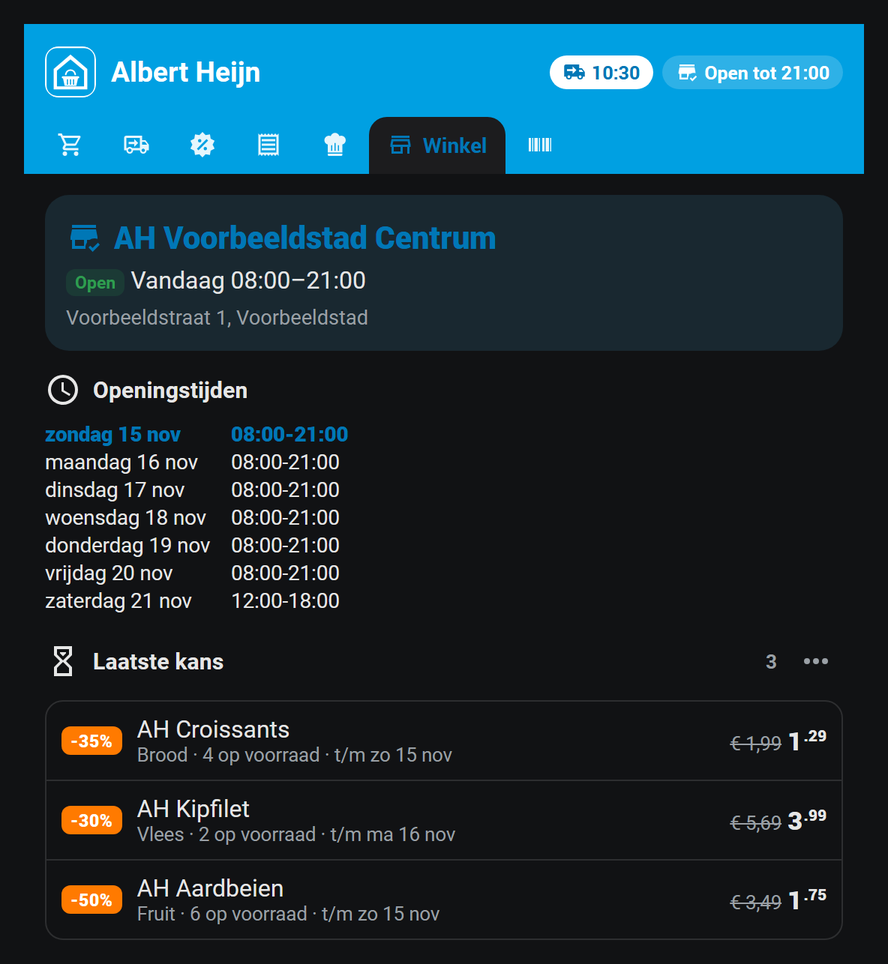 Albert Heijn
10:30
Open tot 21:00
Winkel
AH Voorbeeldstad Centrum
Open Vandaag 08:00–21:00
Voorbeeldstraat 1, Voorbeeldstad
Openingstijden
zondag 15 nov 08:00-21:00
maandag 16 nov 08:00-21:00
dinsdag 17 nov 08:00-21:00
woensdag 18 nov 08:00-21:00
donderdag 19 nov 08:00-21:00
vrijdag 20 nov 08:00-21:00
zaterdag 21 nov 12:00-18:00
Laatste kans 3
-35% AH Croissants € 1,99 1.29
Brood · 4 op voorraad · t/m zo 15 nov
-30% AH Kipfilet € 5,69 3.99
Vlees · 2 op voorraad · t/m ma 16 nov
-50% AH Aardbeien € 3,49 1.75
Fruit · 6 op voorraad · t/m zo 15 nov